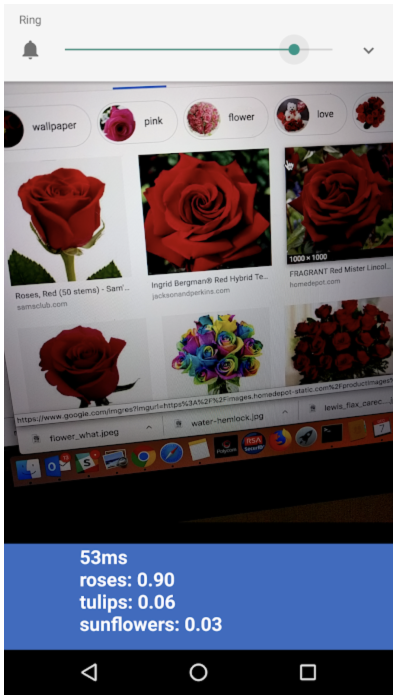 Ring
wallpaper
pink
flower
love
1000 × 1000
Roses, Red (50 stems) - Sam'...
samsclub.com
Ingrid Bergman® Red Hybrid Te...
jacksonandperkins.com
FRAGRANT Red Mister Lincol...
homedepot.com
https://www.google.com/imgres?imgurl=https%3A%2F%2Fimages.homedepot-static.com%2Fproductimages%
flower_what.jpeg
water-hemlock.jpg
lewis_flax_carec...
RSA
53ms
roses: 0.90
tulips: 0.06
sunflowers: 0.03